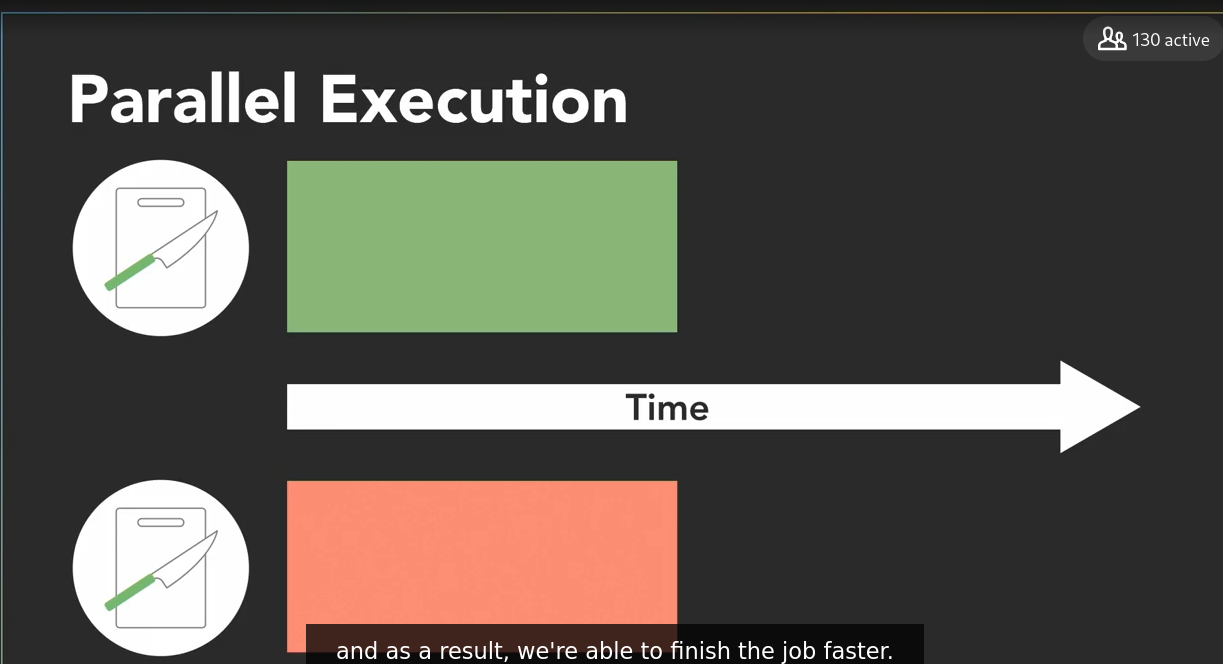 130 active
Parallel Execution
Time
and as a result, we're able to finish the job faster.